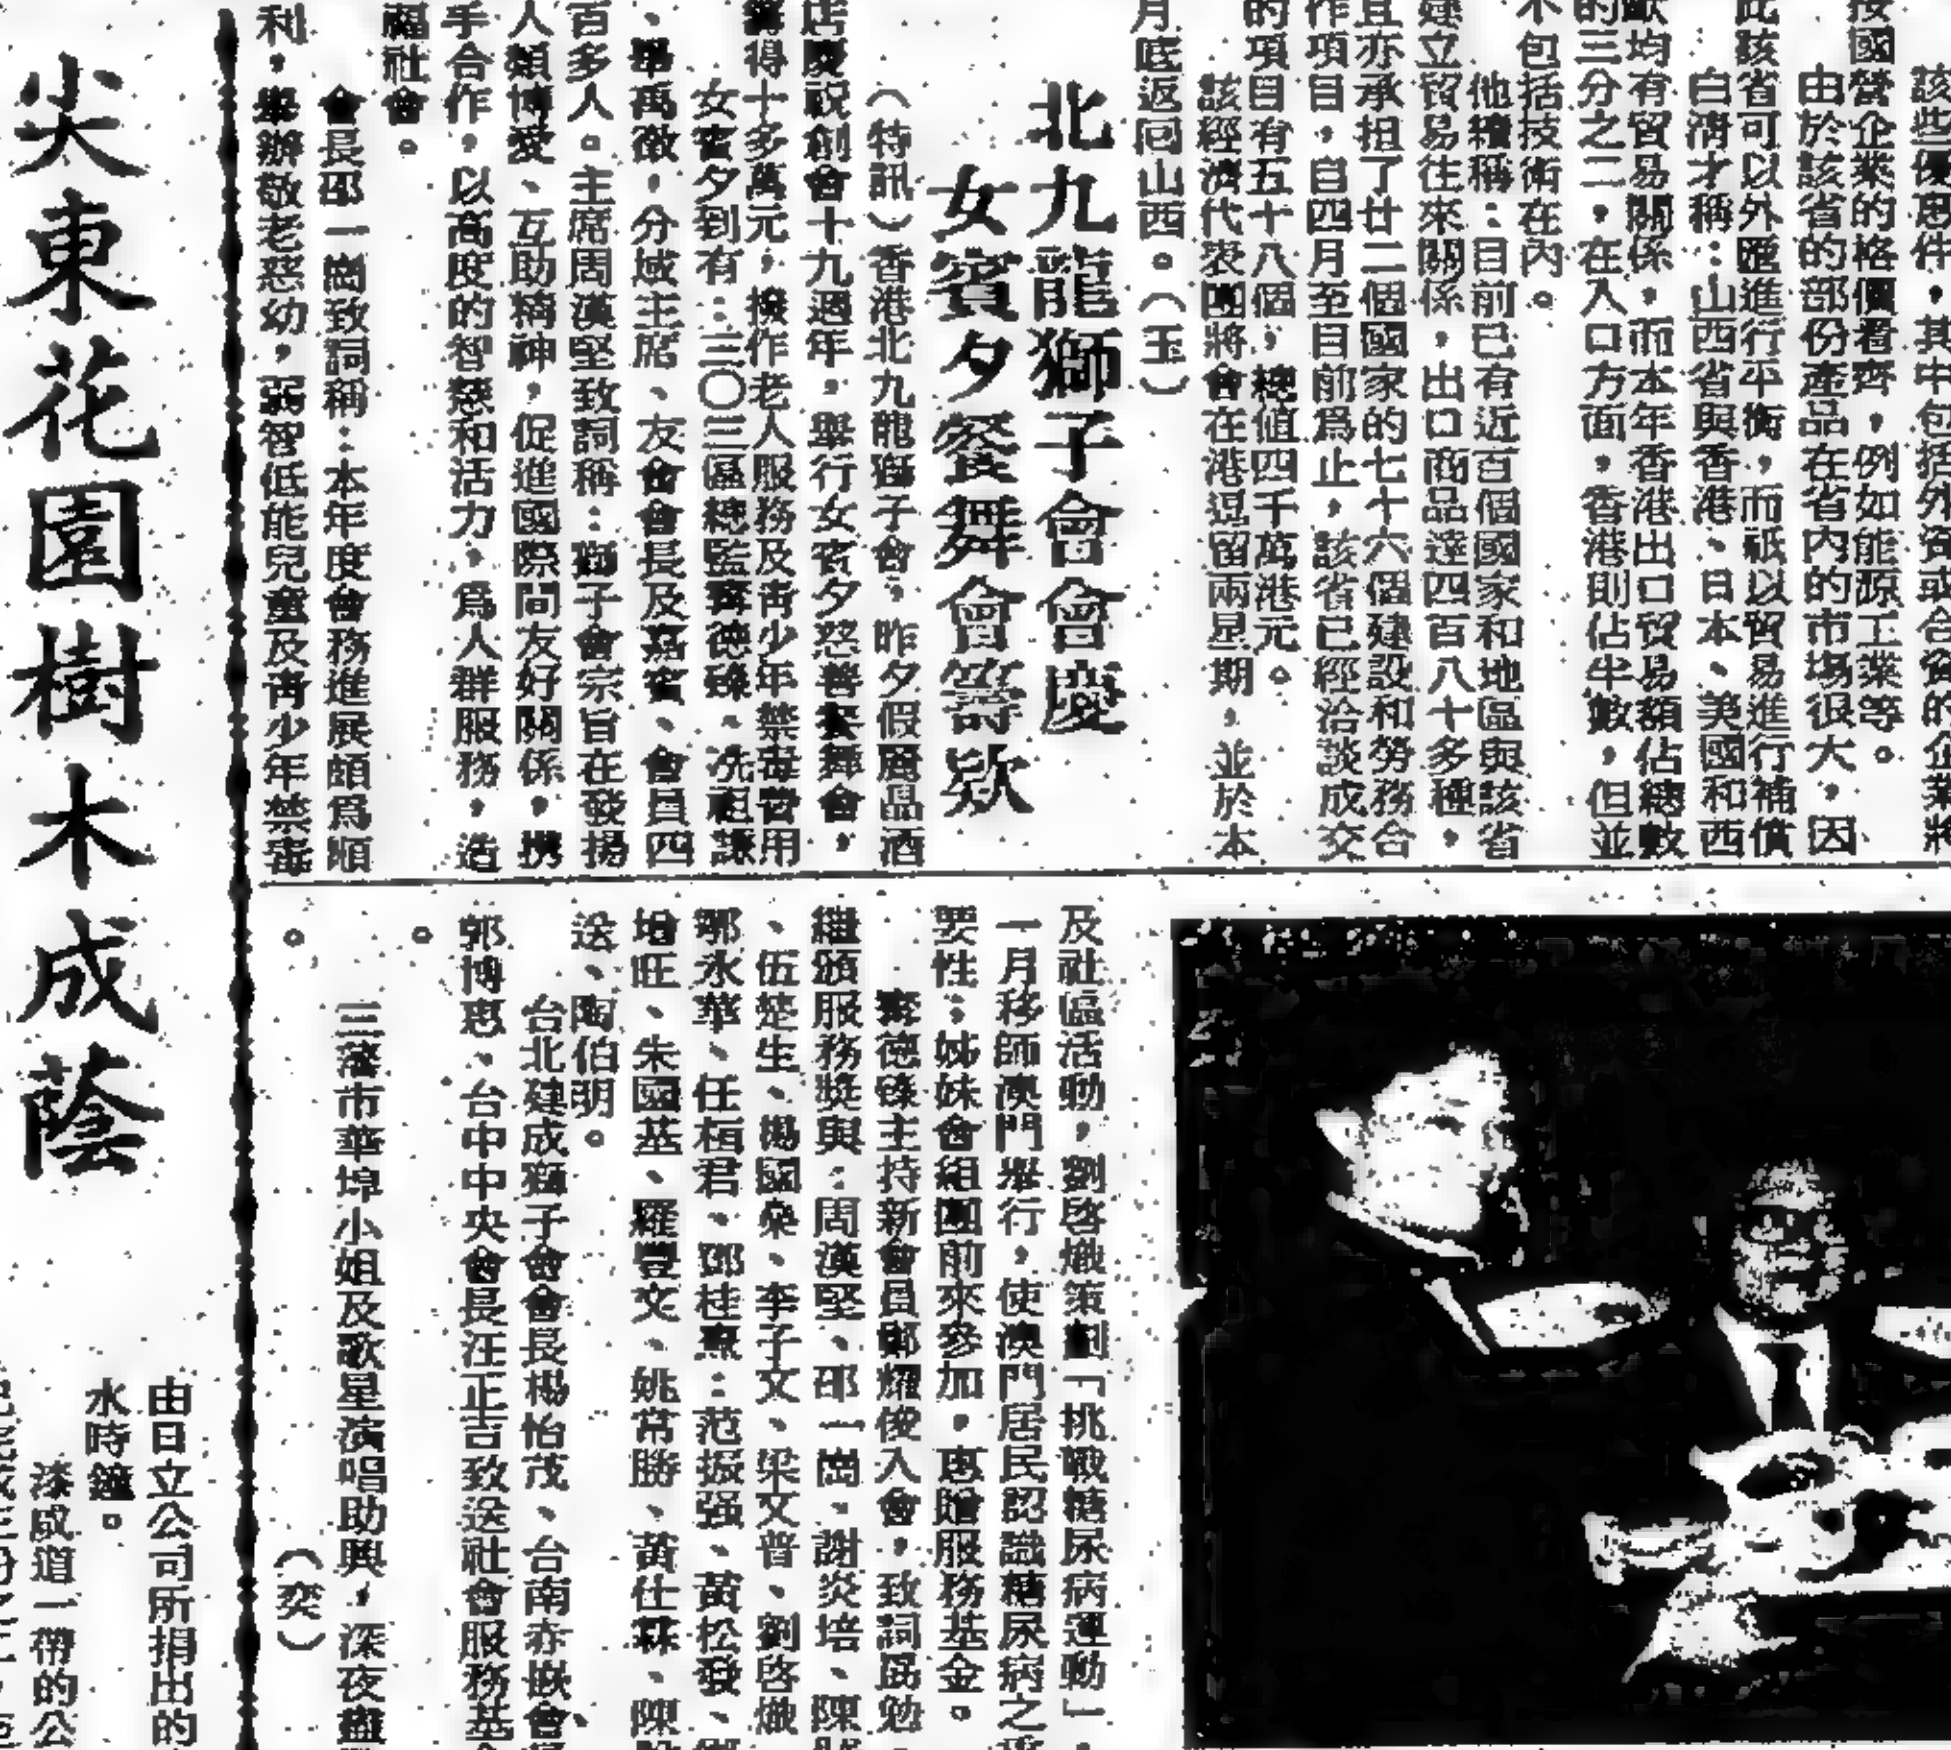 該些優惠件，其中包括外資或合資的企業將
按國營企業的格價看齊，例如能源工業等。
由於該省的部份產品在省內的市場很大，因
此該省可以外匯進行平衡，而祇以貿易進行補償
白清才稱：山西省與香港、日本、美國和西
歐均有貿易關係，而本年香港出口貿易額佔總數
的三分之二，在入口方面，香港則佔半數，但並
不包括技術在內。
他續稱：目前已有近百個國家和地區與該省
建立貿易往來關係，出口商品達四百八十多種，
且亦承担了廿二個國家的七十六個建設和勞務合
作項目，自四月至目前爲止，該省已經洽談成交
的項目有五十八個，總值四千萬港元。
該經濟代表團將會在港逗留兩星期，並於本
月底返回山西。（玉）
北九龍獅子會會慶
女賓夕餐舞會籌欵
（特訊）香港北九龍獅子會，昨夕假囍品酒
店慶祝創會十九週年，舉行女賓夕慈善餐舞會，
籌得十多萬元，撥作老人服務及青少年禁毒費用
女賓夕到有：三〇三區總監齊德臻、冼祖謙
、畢禹徵，分域主席、友會會長及嘉賓、會員四
百多人。主席周漢堅致詞稱：獅子會宗旨在發揚
人類博愛、互助精神，促進國際間友好關係，携
手合作，以高度的智慧和活力，爲人群服務，造
福社會。
會長邵一崗致詞稱：本年度會務進展頗爲順
利，舉辦敬老慈幼，弱智低能兒童及青少年禁毒
及社區活動，劉啓熾策劃「挑戰糖尿病運動」，
一月移師澳門舉行，使澳門居民認識糖尿病之重
要性：姊妹會組團前來參加，惠贈服務基金。
齊德臻主持新會員鄭耀俊入會，致詞勗勉，
繼頒服務獎與：周漢堅、邵一崗、謝炎培、陳
、伍楚生、楊國燊、李子文、梁文普、劉啓熾
鄂永華、任桓君、鄧桂熹：范振强、黃松發、
培旺、朱國基、羅豐文、姚常勝、黃仕霖、陳
送、陶伯明。
台北建成獅子會會長楊怡茂、台南赤嵌會
郭博惠、台中中央會長汪正吉致送社會服務基
。
三藩市華埠小姐及歌星演唱助興，深夜盡
。（奕）
尖東花園樹木成蔭
由日立公司所捐出的
水時鐘。
漆咸道一帶的公